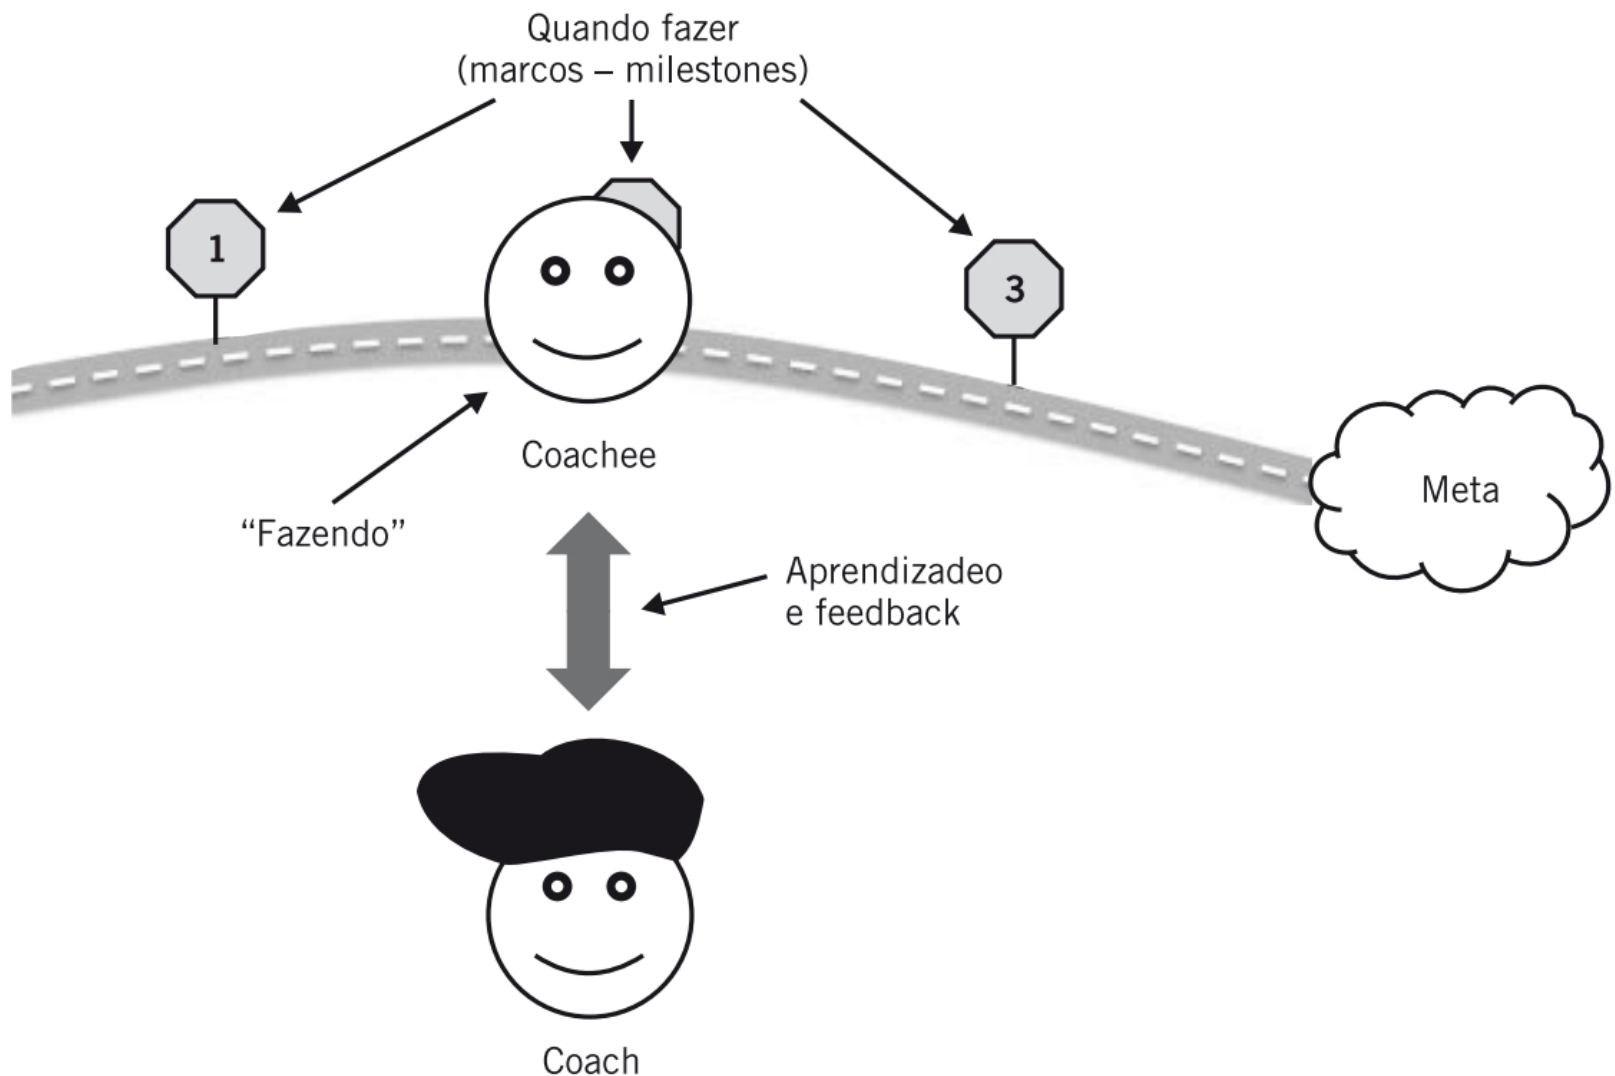 Quando fazer
(marcos – milestones)
1
3
Coachee
Meta
“Fazendo”
Aprendizadeo
e feedback
Coach